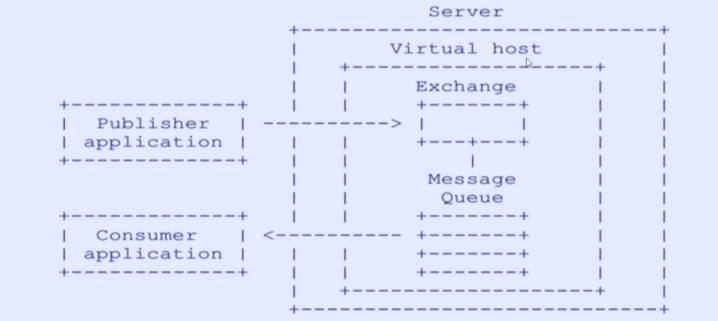 Server
Virtual host
Exchange
Publisher
application
Message
Queue
Consumer
application